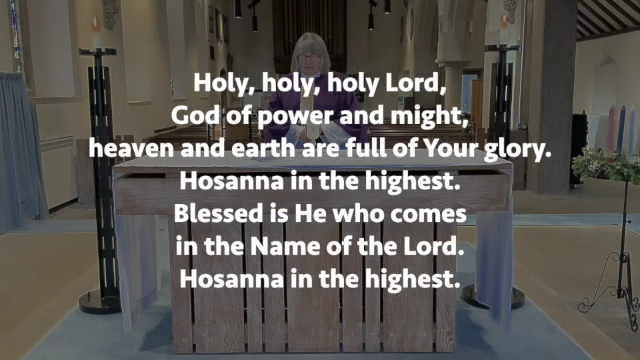 Holy, holy, holy Lord,
God of power and might,
heaven and earth are full of Your glory.
Hosanna in the highest.
Blessed is He who comes
in the Name of the Lord.
Hosanna in the highest.